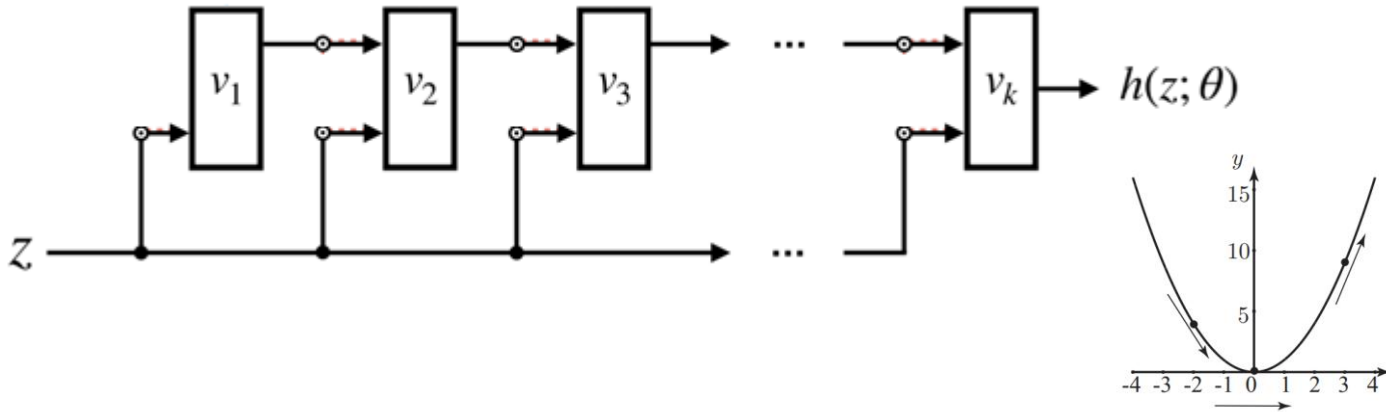 v₁ v₂ v₃ ... vₖ
h(z; θ)
z ...
y
15
10
5
-4 -3 -2 -1 0 1 2 3 4